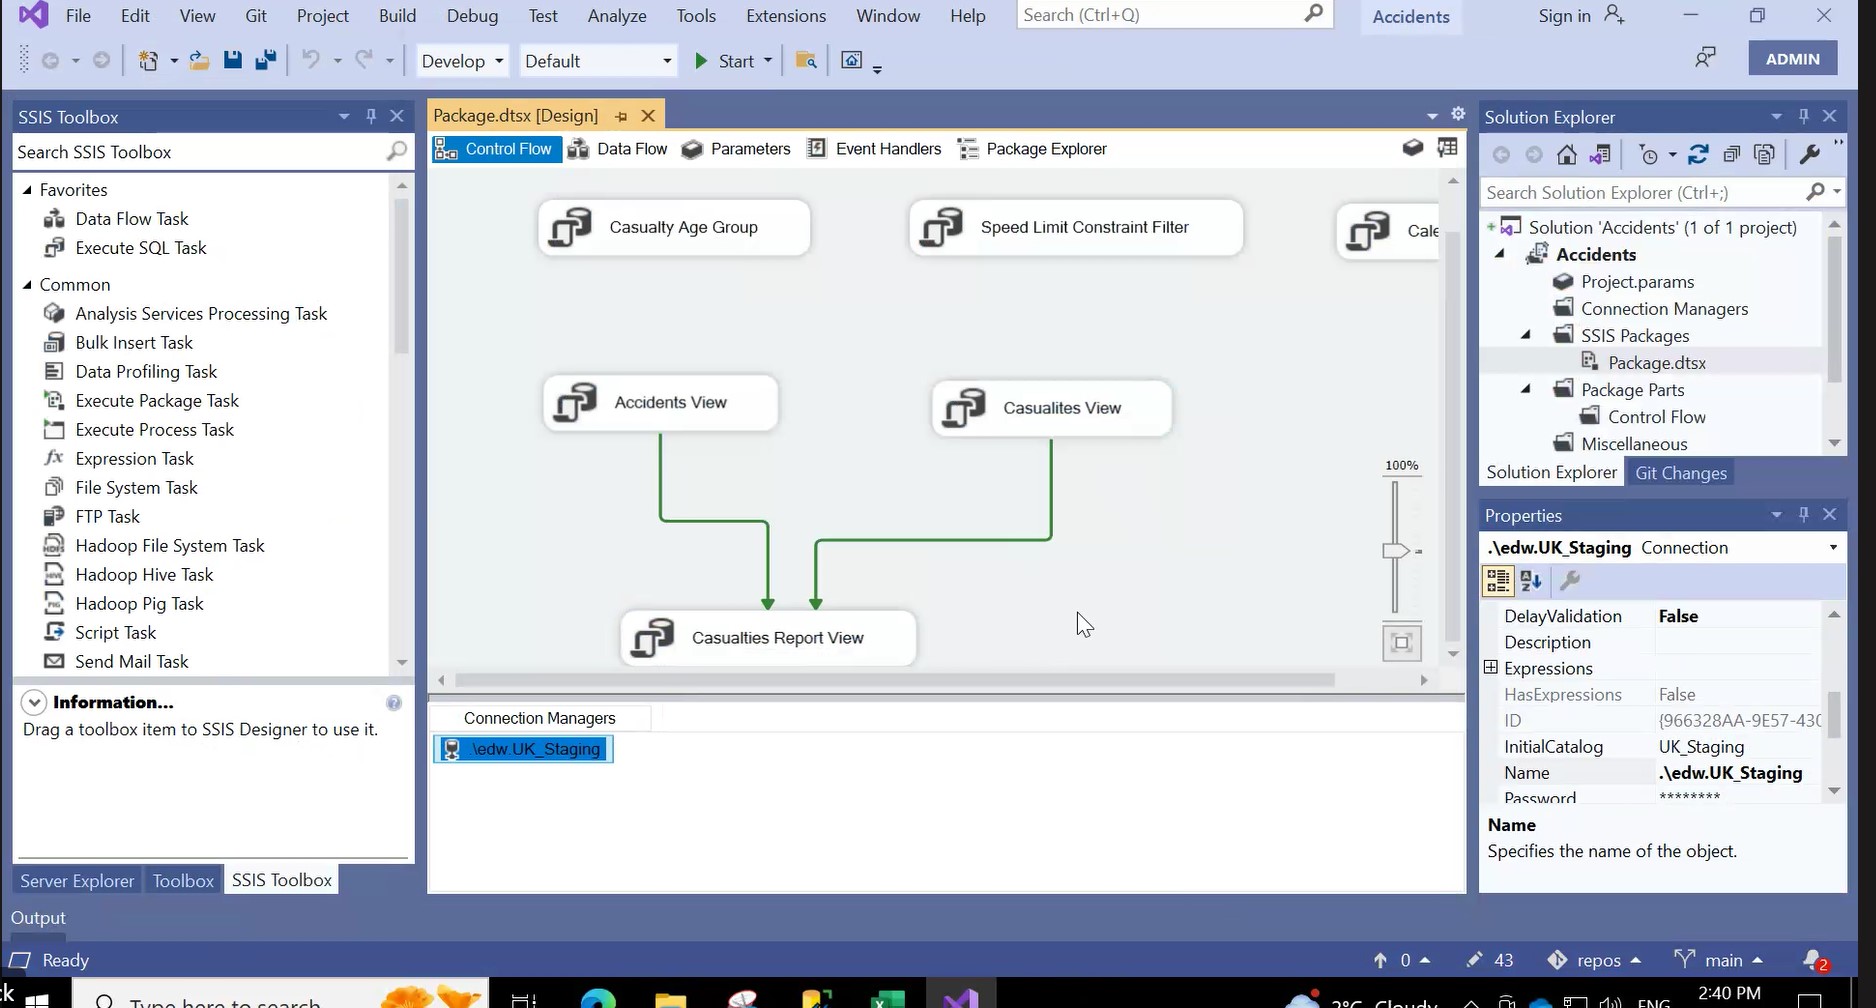 File Edit View Git Project Build Debug Test Analyze Tools Extensions Window Help Search (Ctrl+Q) Accidents Sign in
Develop Default Start ADMIN
SSIS Toolbox
Search SSIS Toolbox
Favorites
Data Flow Task
Execute SQL Task
Common
Analysis Services Processing Task
Bulk Insert Task
Data Profiling Task
Execute Package Task
Execute Process Task
Expression Task
File System Task
FTP Task
Hadoop File System Task
Hadoop Hive Task
Hadoop Pig Task
Script Task
Send Mail Task
Information...
Drag a toolbox item to SSIS Designer to use it.
Server Explorer Toolbox SSIS Toolbox
Package.dtsx [Design]
Control Flow Data Flow Parameters Event Handlers Package Explorer
Casualty Age Group
Speed Limit Constraint Filter
Cale
Accidents View
Casualites View
100%
Casualties Report View
Connection Managers
.\edw.UK_Staging
Solution Explorer
Search Solution Explorer (Ctrl+;)
Solution 'Accidents' (1 of 1 project)
Accidents
Project.params
Connection Managers
SSIS Packages
Package.dtsx
Package Parts
Control Flow
Miscellaneous
Solution Explorer Git Changes
Properties
.\edw.UK_Staging Connection
DelayValidation False
Description
Expressions
HasExpressions False
ID {966328AA-9E57-430
InitialCatalog UK_Staging
Name .\edw.UK_Staging
Password ********
Name
Specifies the name of the object.
Output
Ready 0 43 repos main 2
Type here to search 3°C Cloudy ENG 2:40 PM